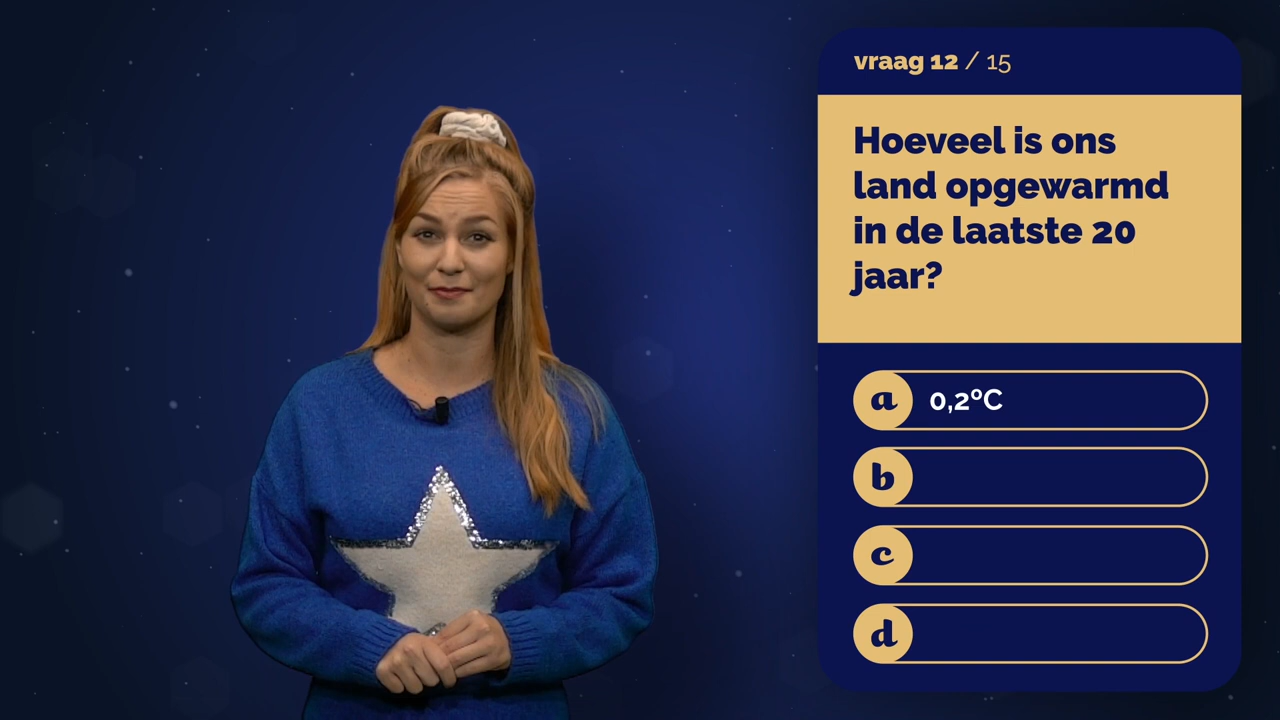 vraag 12 / 15
Hoeveel is ons
land opgewarmd
in de laatste 20
jaar?
a 0,2°C
b
c
d